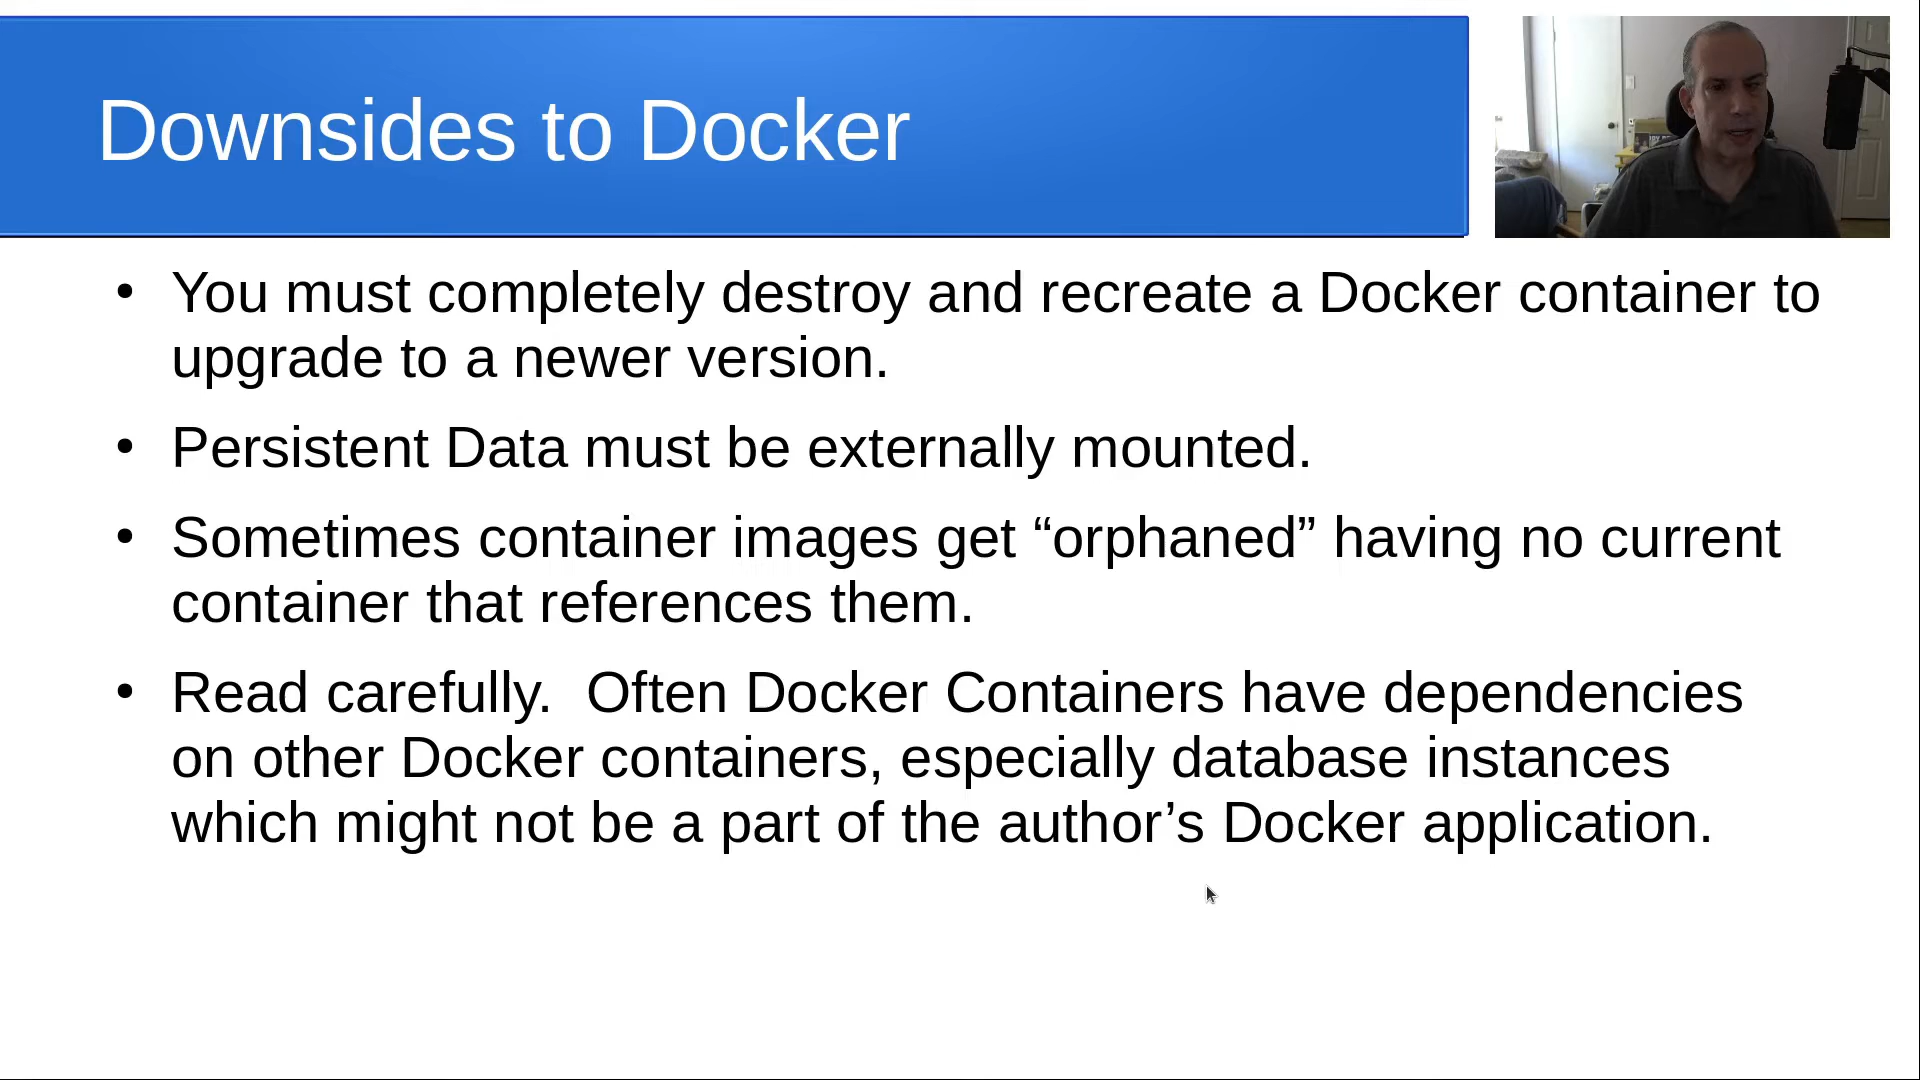 Downsides to Docker
• You must completely destroy and recreate a Docker container to
upgrade to a newer version.
• Persistent Data must be externally mounted.
• Sometimes container images get “orphaned” having no current
container that references them.
• Read carefully.  Often Docker Containers have dependencies
on other Docker containers, especially database instances
which might not be a part of the author’s Docker application.